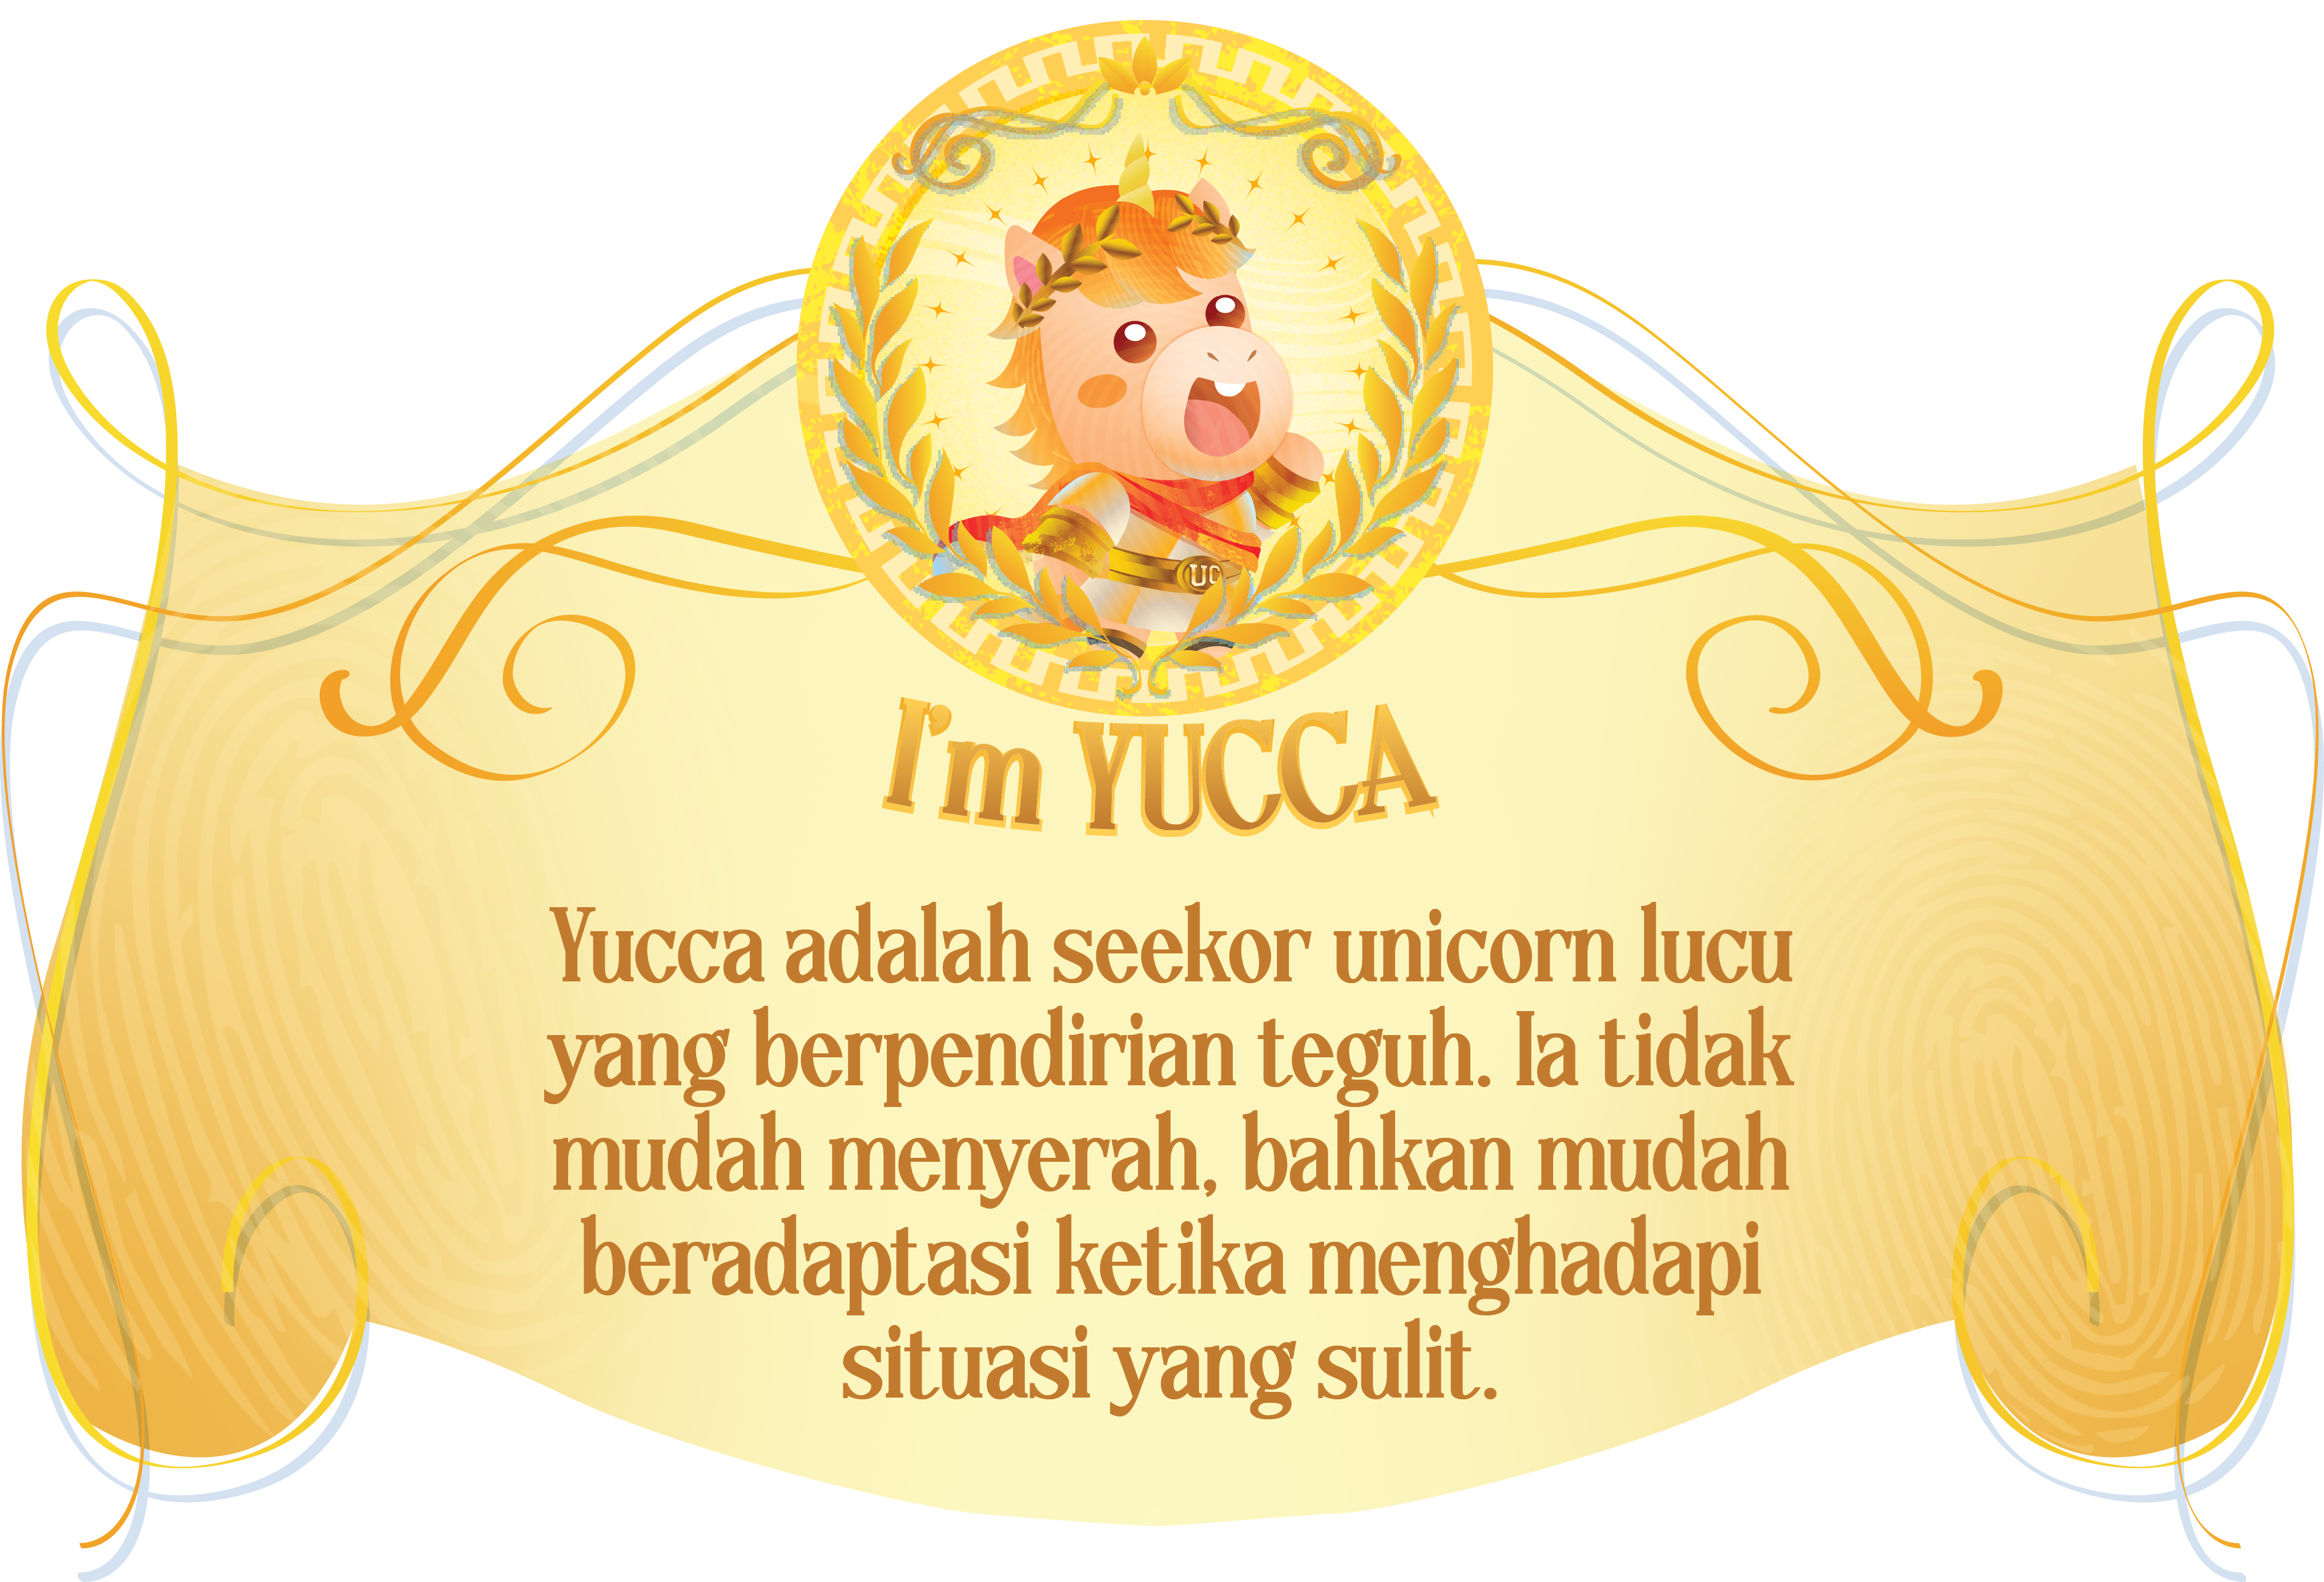 UC
I'm YUCCA
Yucca adalah seekor unicorn lucu
yang berpendirian teguh. Ia tidak
mudah menyerah, bahkan mudah
beradaptasi ketika menghadapi
situasi yang sulit.